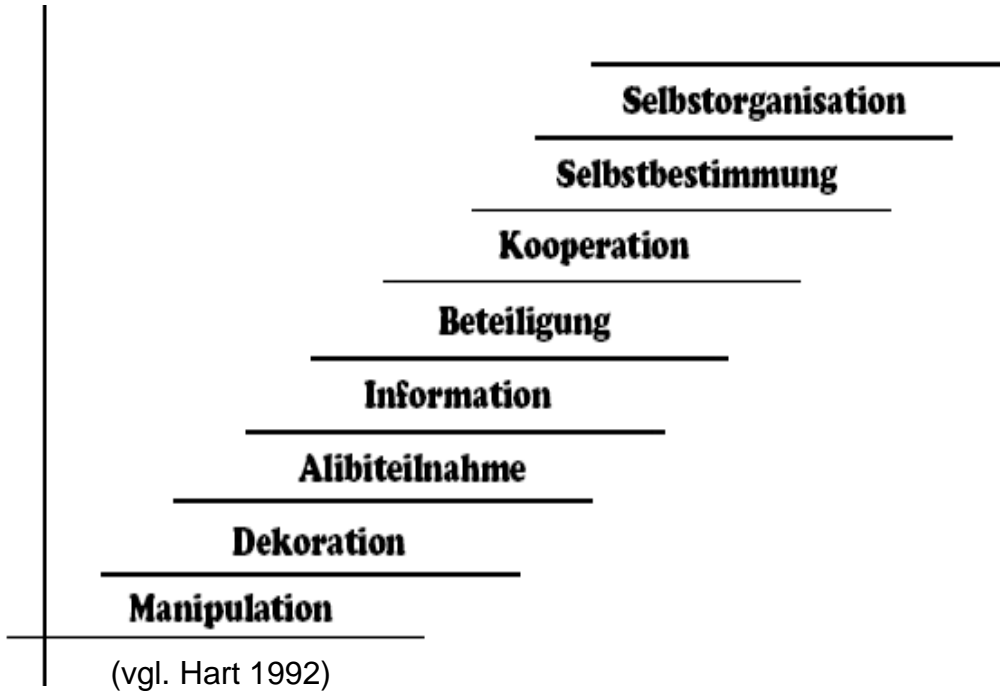 Selbstorganisation
Selbstbestimmung
Kooperation
Beteiligung
Information
Alibiteilnahme
Dekoration
Manipulation
(vgl. Hart 1992)